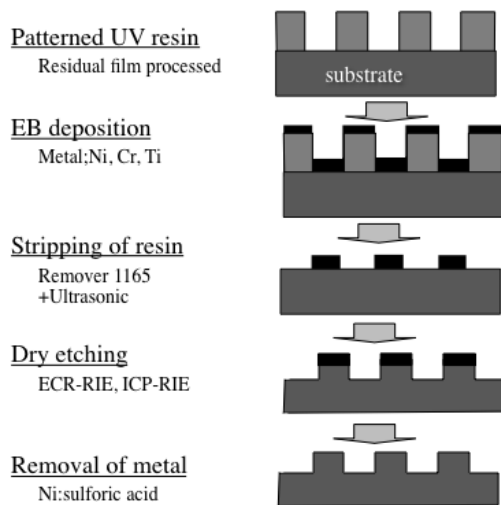 Patterned UV resin
Residual film processed
substrate
EB deposition
Metal;Ni, Cr, Ti
Stripping of resin
Remover 1165
+Ultrasonic
Dry etching
ECR-RIE, ICP-RIE
Removal of metal
Ni:sulforic acid